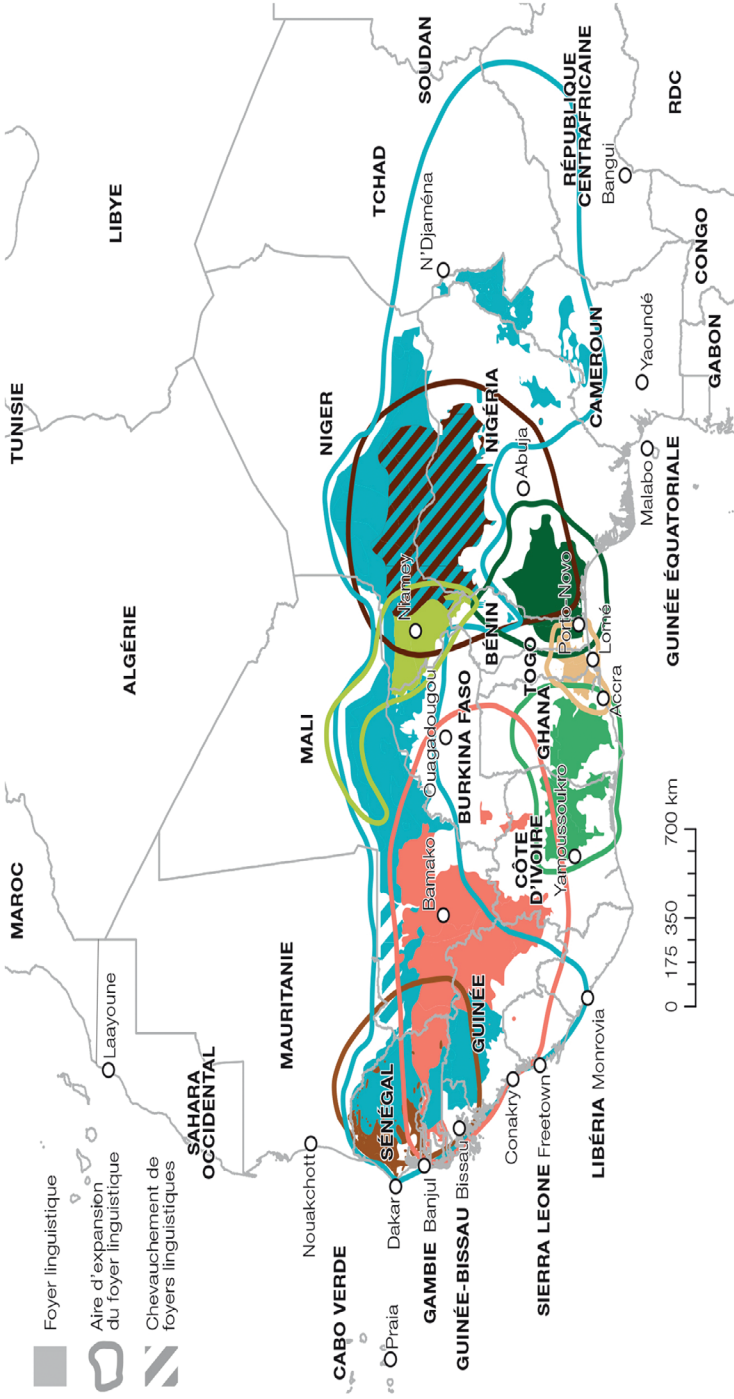 Foyer linguistique
Aire d'expansion
du foyer linguistique
Chevauchement de
foyers linguistiques
MAROC
TUNISIE
ALGÉRIE
LIBYE
Laayoune
SAHARA
OCCIDENTAL
MAURITANIE
MALI
NIGER
TCHAD
SOUDAN
Nouakchott
CABO VERDE
Praia
Dakar
SÉNÉGAL
GAMBIE
Banjul
GUINÉE-BISSAU
Bissau
GUINÉE
Conakry
SIERRA LEONE
Freetown
LIBÉRIA
Monrovia
Bamako
Ouagadougou
BURKINA FASO
Niamey
N'Djaména
CÔTE
D'IVOIRE
Yamoussoukro
GHANA
Accra
TOGO
Lomé
BÉNIN
Porto-Novo
NIGÉRIA
Abuja
CAMEROUN
Yaoundé
RÉPUBLIQUE
CENTRAFRICAINE
Bangui
RDC
CONGO
GABON
Malabo
GUINÉE ÉQUATORIALE
0 175 350 700 km